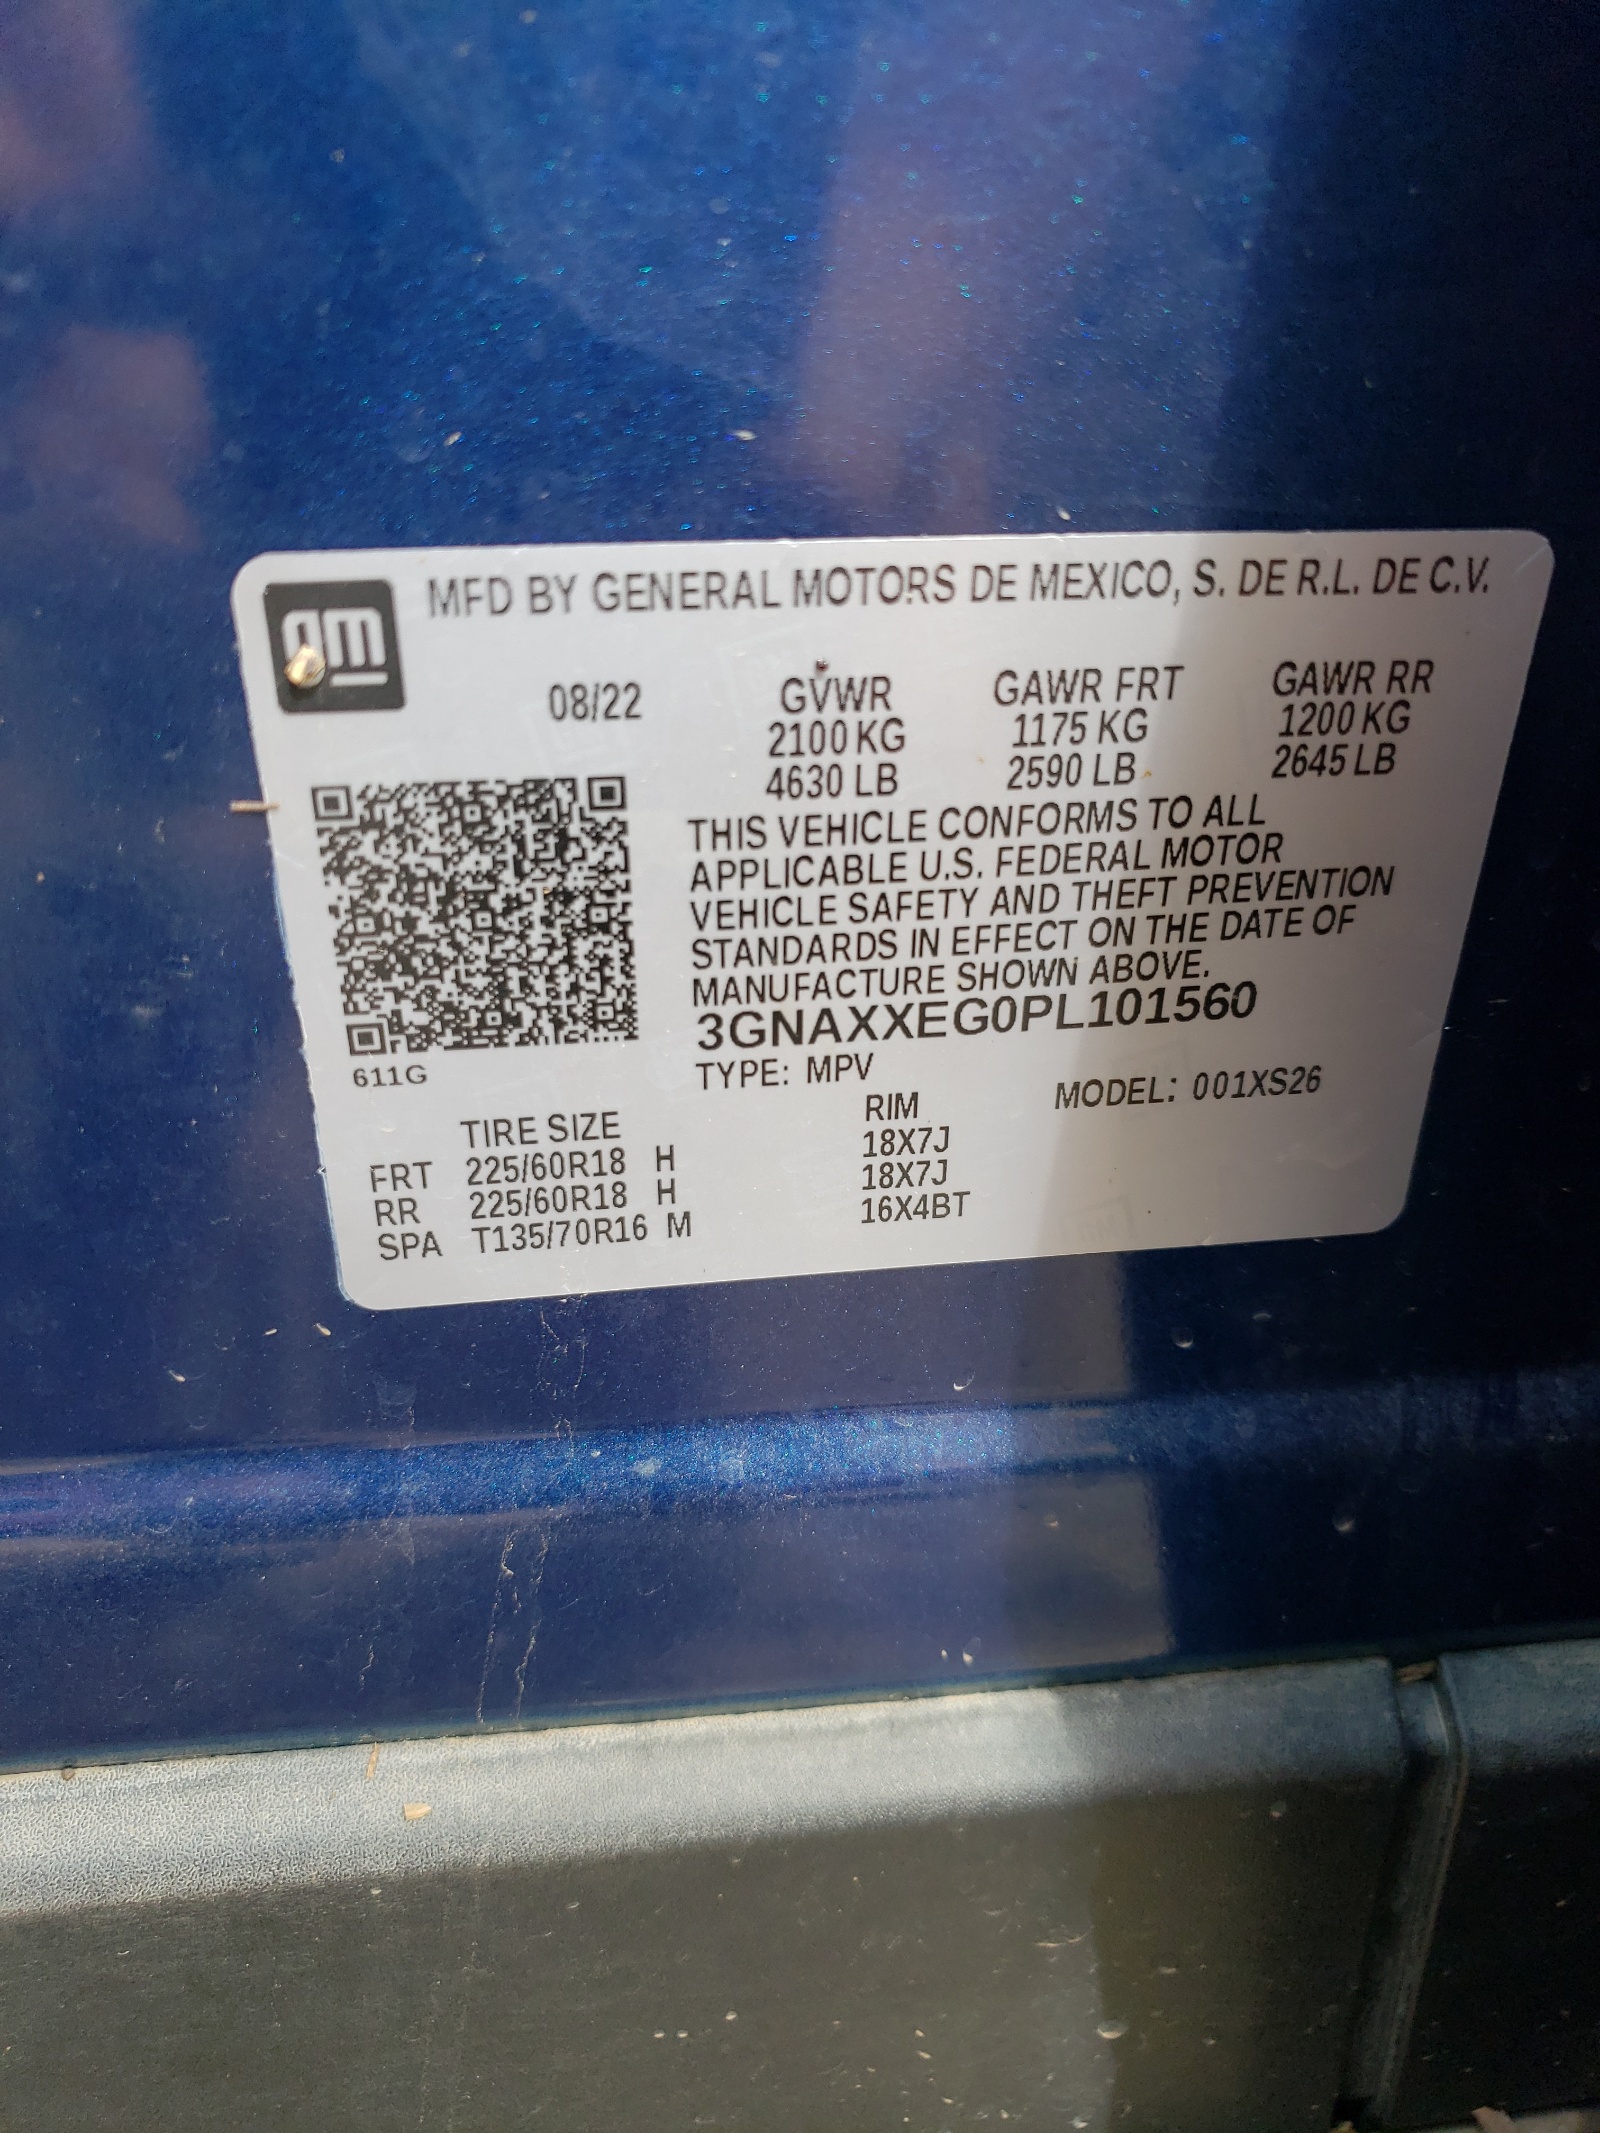 gm
MFD BY GENERAL MOTORS DE MEXICO, S. DE R.L. DE C.V.
08/22 GVWR GAWR FRT GAWR RR
2100 KG 1175 KG 1200 KG
4630 LB 2590 LB 2645 LB
THIS VEHICLE CONFORMS TO ALL
APPLICABLE U.S. FEDERAL MOTOR
VEHICLE SAFETY AND THEFT PREVENTION
STANDARDS IN EFFECT ON THE DATE OF
MANUFACTURE SHOWN ABOVE.
3GNAXXEG0PL101560
611G
TYPE: MPV MODEL: 001XS26
TIRE SIZE RIM
FRT 225/60R18 H 18X7J
RR 225/60R18 H 18X7J
SPA T135/70R16 M 16X4BT